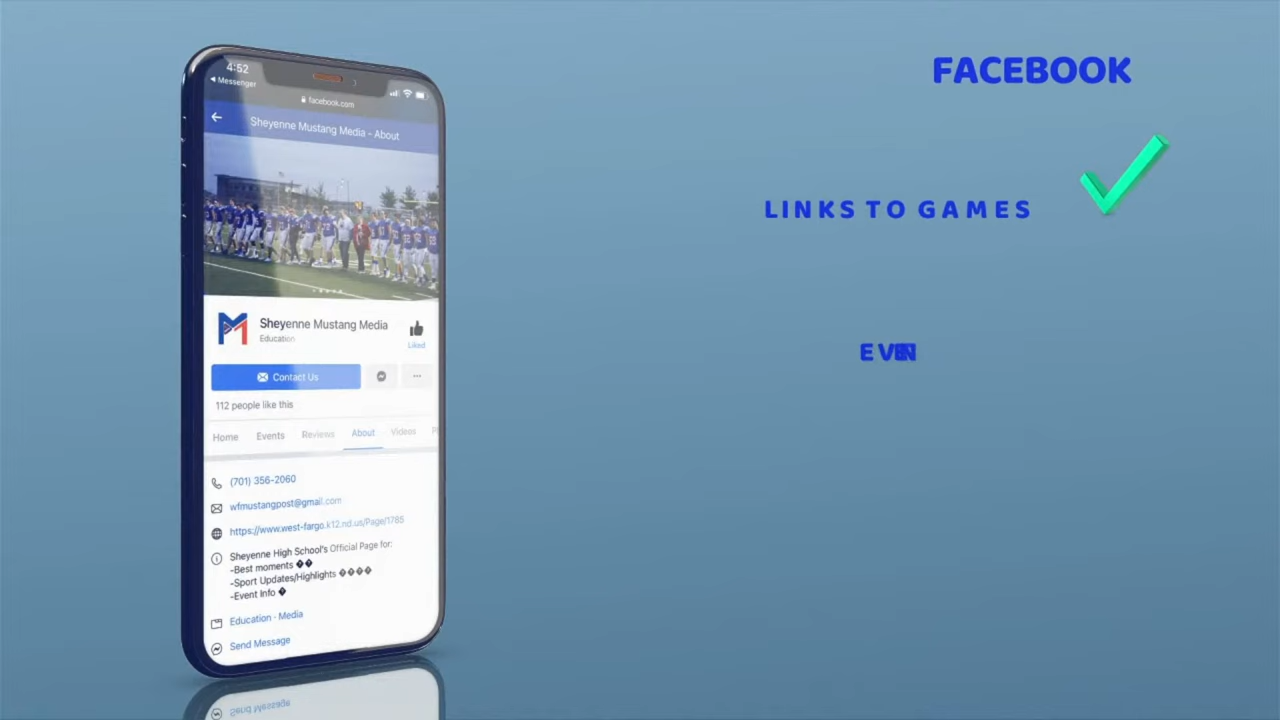 4:52
Messenger
facebook.com
Sheyenne Mustang Media - About
Sheyenne Mustang Media
Education
Liked
Contact Us
112 people like this
Home Events Reviews About Videos
(701) 356-2060
wfmustangpost@gmail.com
https://www.west-fargo.k12.nd.us/Page/1785
Sheyenne High School's Official Page for:
-Best moments ��
-Sport Updates/Highlights ����
-Event Info �
Education - Media
Send Message
FACEBOOK
LINKS TO GAMES